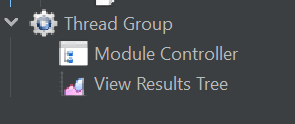 Thread Group
Module Controller
View Results Tree